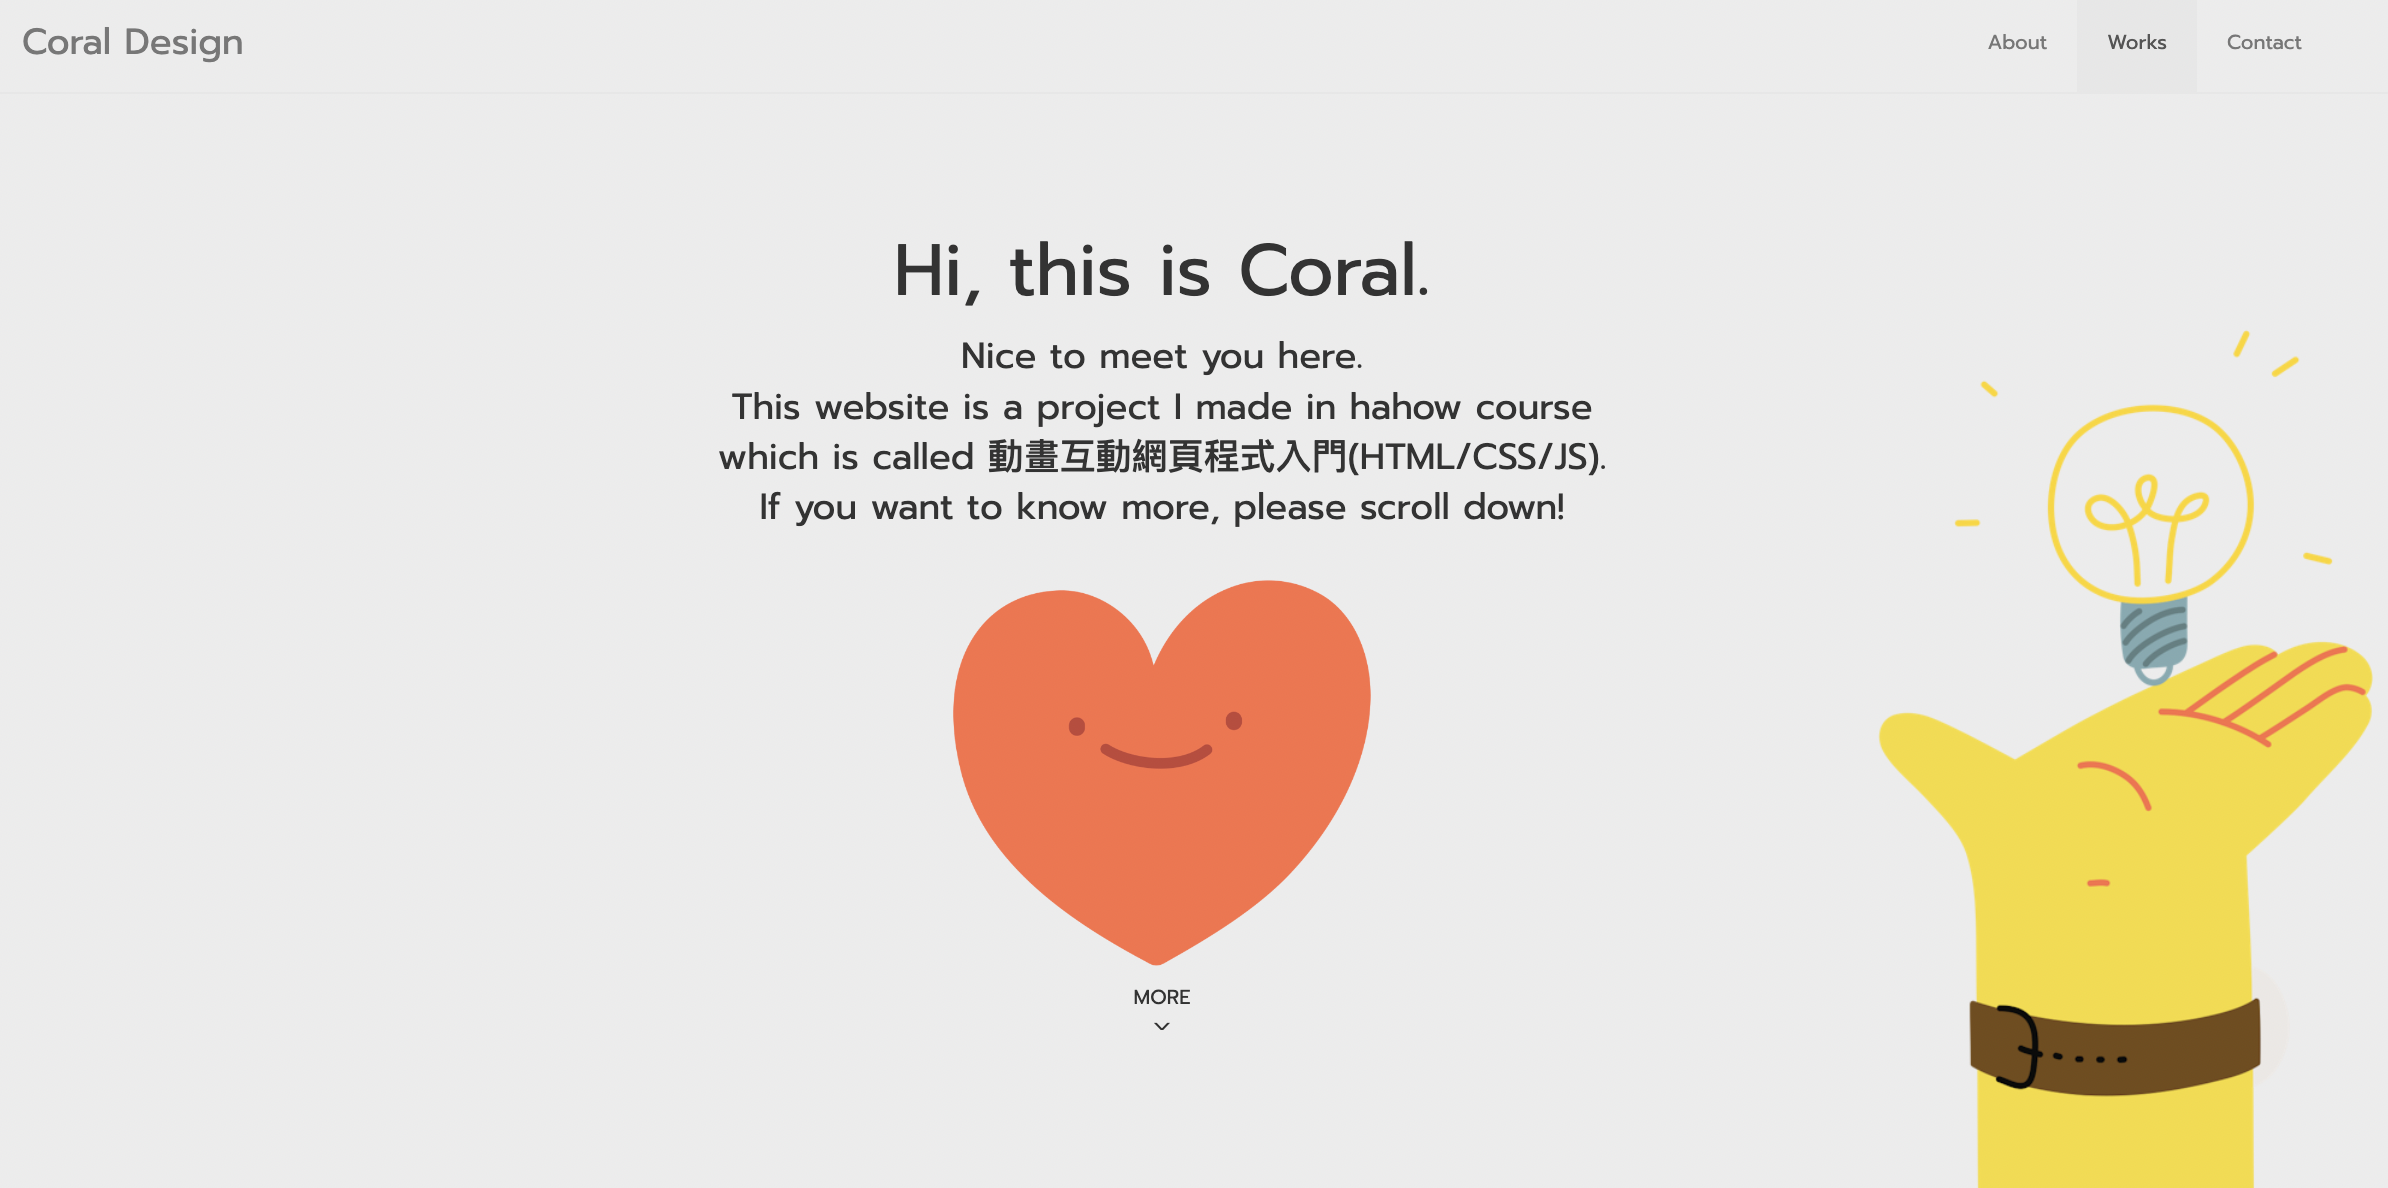 Coral Design
About
Works
Contact
Hi, this is Coral.
Nice to meet you here.
This website is a project I made in hahow course
which is called 動畫互動網頁程式入門(HTML/CSS/JS).
If you want to know more, please scroll down!
MORE